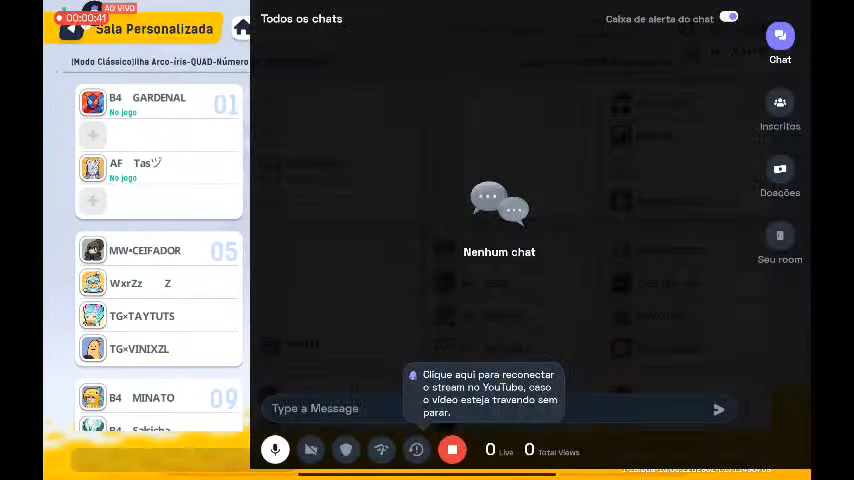 AO VIVO
00:00:41
Sala Personalizada
Todos os chats
Caixa de alerta do chat
Chat
[Modo Clássico]Ilha Arco-íris-QUAD-Número
B4 GARDENAL
01
No jogo
AF Tasヅ
No jogo
Inscritos
Doações
Seu room
Nenhum chat
MW•CEIFADOR
05
WxrZz Z
TG×TAYTUTS
TG×VINIXZL
B4 MINATO
09
Clique aqui para reconectar
o stream no YouTube, caso
o vídeo esteja travando sem
parar.
Type a Message
0 Live 0 Total Views